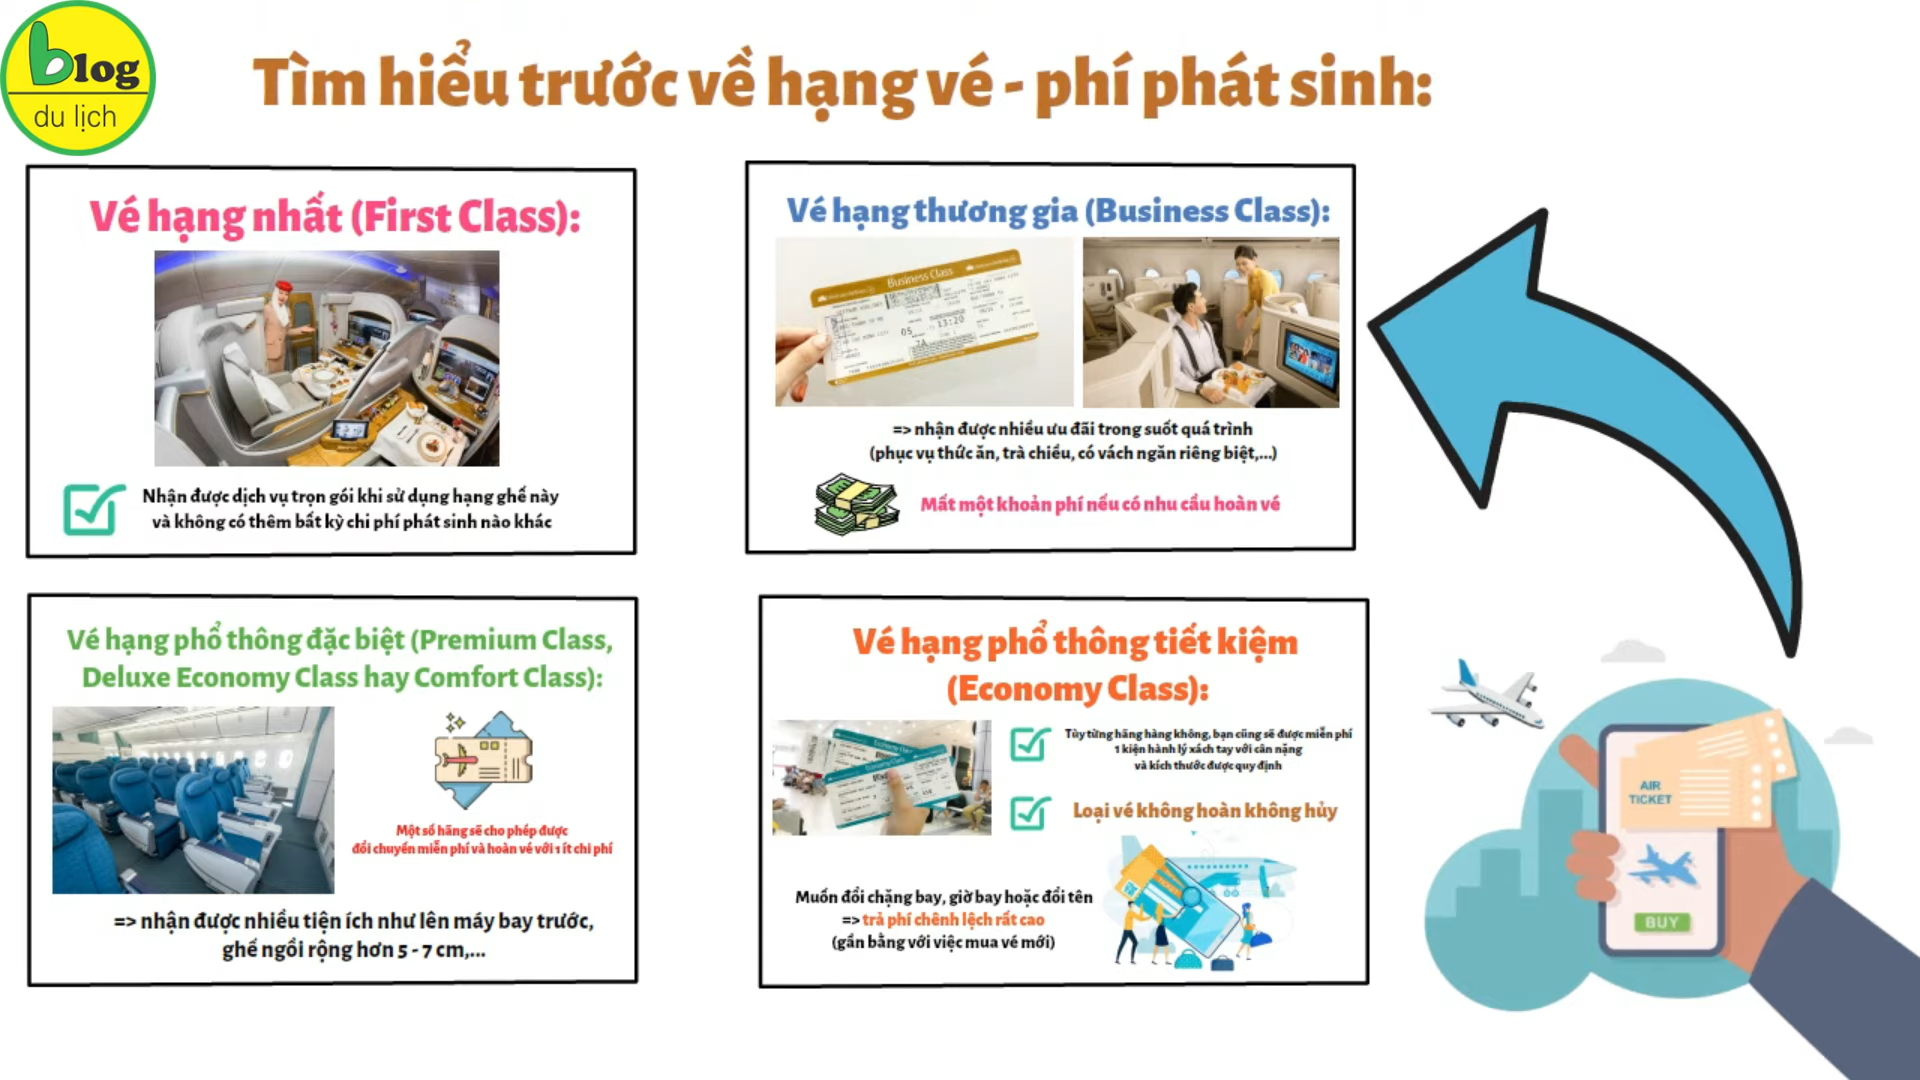 blog
du lịch
Tìm hiểu trước về hạng vé - phí phát sinh:
Vé hạng nhất (First Class):
Nhận được dịch vụ trọn gói khi sử dụng hạng ghế này
và không có thêm bất kỳ chi phí phát sinh nào khác
Vé hạng thương gia (Business Class):
Business Class
05
13:20
2A
=> nhận được nhiều ưu đãi trong suốt quá trình
(phục vụ thức ăn, trà chiều, có vách ngăn riêng biệt,...)
Mất một khoản phí nếu có nhu cầu hoàn vé
Vé hạng phổ thông đặc biệt (Premium Class,
Deluxe Economy Class hay Comfort Class):
Một số hãng sẽ cho phép được
đổi chuyến miễn phí và hoàn vé với 1 ít chi phí
=> nhận được nhiều tiện ích như lên máy bay trước,
ghế ngồi rộng hơn 5 - 7 cm,...
Vé hạng phổ thông tiết kiệm
(Economy Class):
Economy Class
Economy Class
Tùy từng hãng hàng không, bạn cũng sẽ được miễn phí
1 kiện hành lý xách tay với cân nặng
và kích thước được quy định
Loại vé không hoàn không hủy
Muốn đổi chặng bay, giờ bay hoặc đổi tên
=> trả phí chênh lệch rất cao
(gần bằng với việc mua vé mới)
AIR
TICKET
BUY